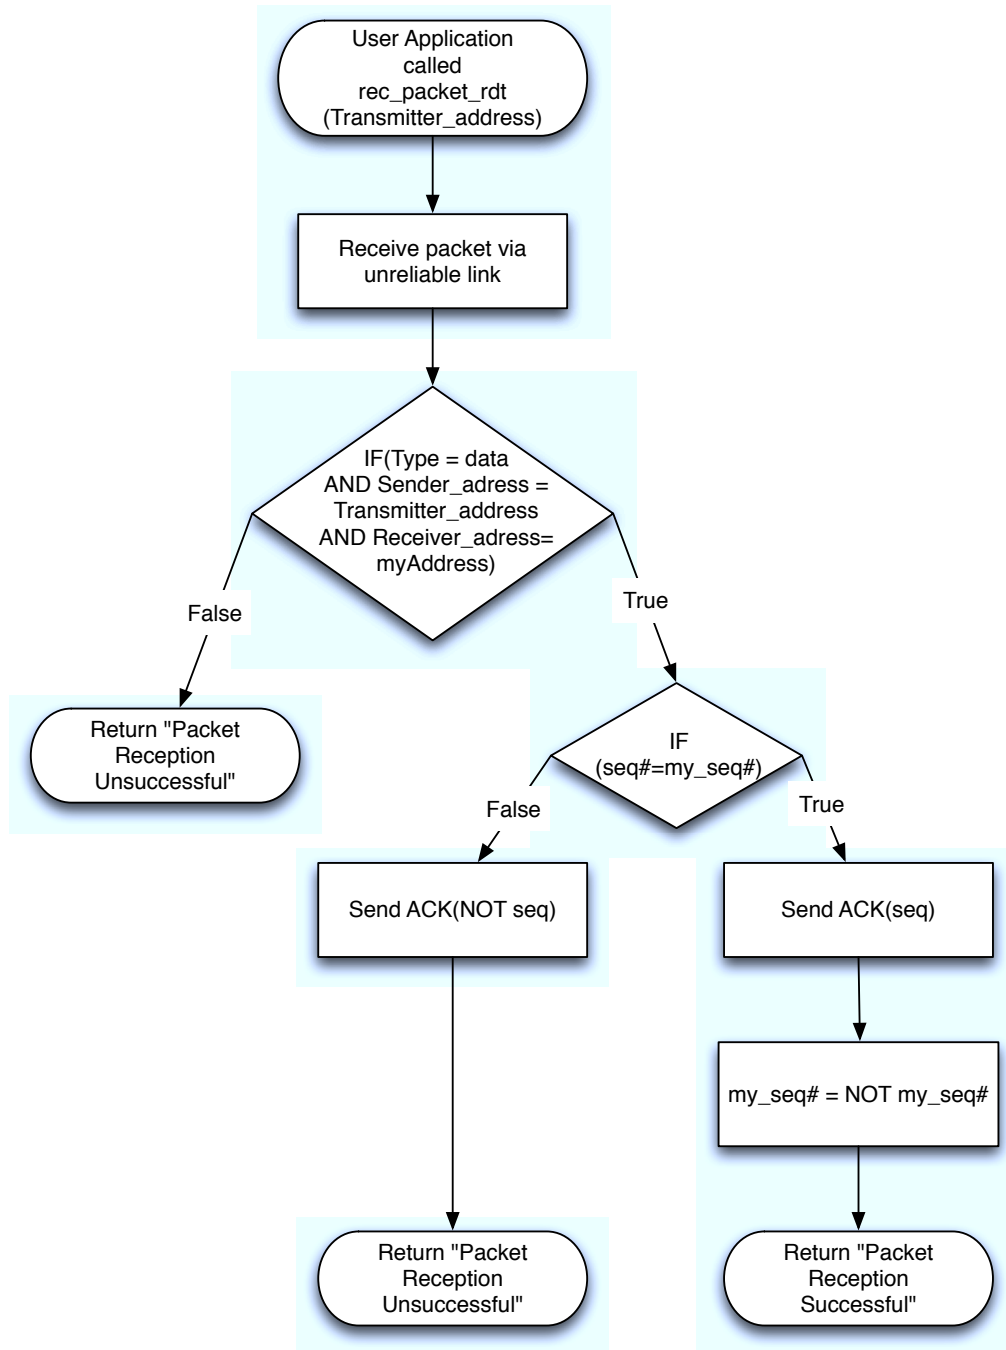 User Application
called
rec_packet_rdt
(Transmitter_address)
Receive packet via
unreliable link
IF(Type = data
AND Sender_adress =
Transmitter_address
AND Receiver_adress=
myAddress)
False
True
Return "Packet
Reception
Unsuccessful"
IF
(seq#=my_seq#)
False
True
Send ACK(NOT seq)
Send ACK(seq)
my_seq# = NOT my_seq#
Return "Packet
Reception
Unsuccessful"
Return "Packet
Reception
Successful"